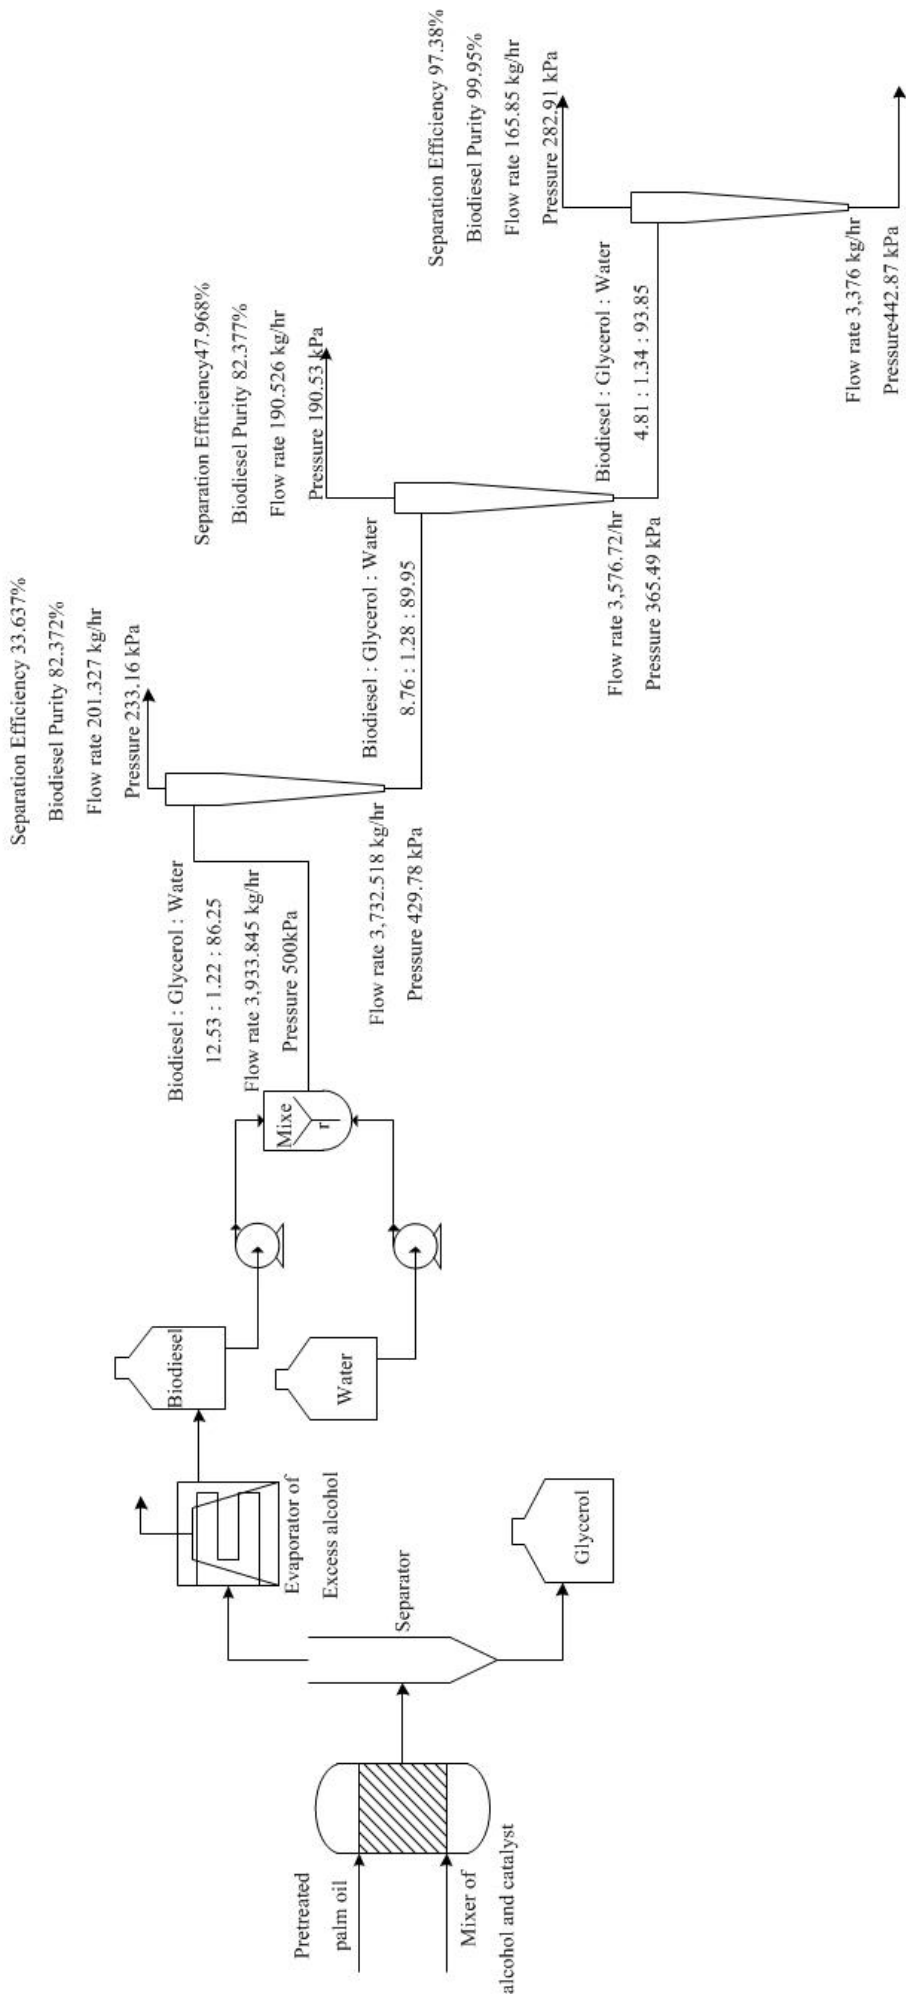 Pretreated
palm oil
Mixer of
alcohol and catalyst
Separator
Evaporator of
Excess alcohol
Glycerol
Biodiesel
Water
Mixe
r
Biodiesel : Glycerol : Water
12.53 : 1.22 : 86.25
Flow rate 3,933.845 kg/hr
Pressure 500kPa
Separation Efficiency 33.637%
Biodiesel Purity 82.372%
Flow rate 201.327 kg/hr
Pressure 233.16 kPa
Flow rate 3,732.518 kg/hr
Pressure 429.78 kPa
Biodiesel : Glycerol : Water
8.76 : 1.28 : 89.95
Separation Efficiency47.968%
Biodiesel Purity 82.377%
Flow rate 190.526 kg/hr
Pressure 190.53 kPa
Flow rate 3,576.72/hr
Pressure 365.49 kPa
Biodiesel : Glycerol : Water
4.81 : 1.34 : 93.85
Separation Efficiency 97.38%
Biodiesel Purity 99.95%
Flow rate 165.85 kg/hr
Pressure 282.91 kPa
Flow rate 3,376 kg/hr
Pressure442.87 kPa